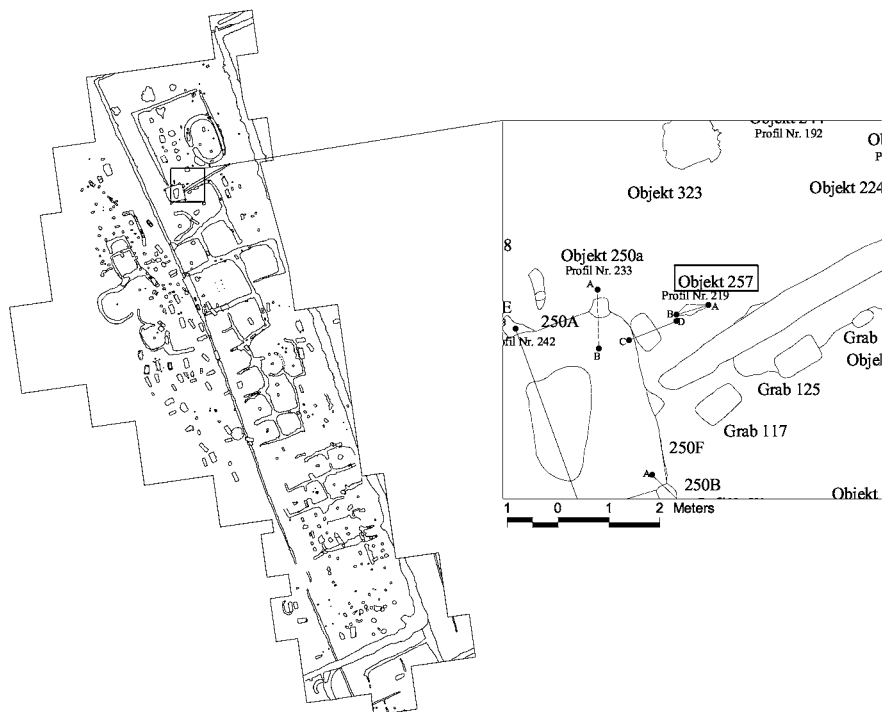 Profil Nr. 192
Objekt 323
Objekt 224
8
Objekt 250a
Profil Nr. 233
A
Objekt 257
Profil Nr. 219
A
B
D
E
250A
C
B
Nr. 242
Grab
Grab 125
Grab 117
250F
A
250B
Objekt
1 0 1 2 Meters